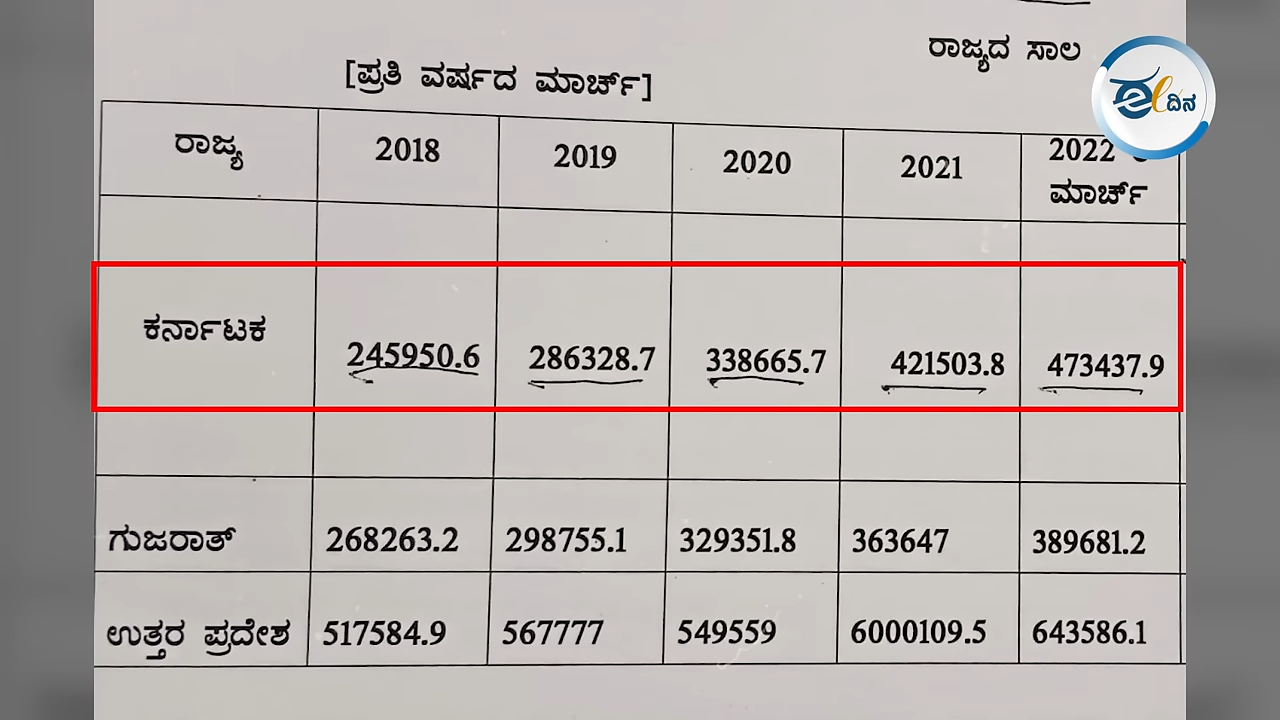 ರಾಜ್ಯದ ಸಾಲ
[ಪ್ರತಿ ವರ್ಷದ ಮಾರ್ಚ್]
eಲ ದಿನ
ರಾಜ್ಯ 2018 2019 2020 2021 2022
ಮಾರ್ಚ್
ಕರ್ನಾಟಕ 245950.6 286328.7 338665.7 421503.8 473437.9
ಗುಜರಾತ್ 268263.2 298755.1 329351.8 363647 389681.2
ಉತ್ತರ ಪ್ರದೇಶ 517584.9 567777 549559 6000109.5 643586.1